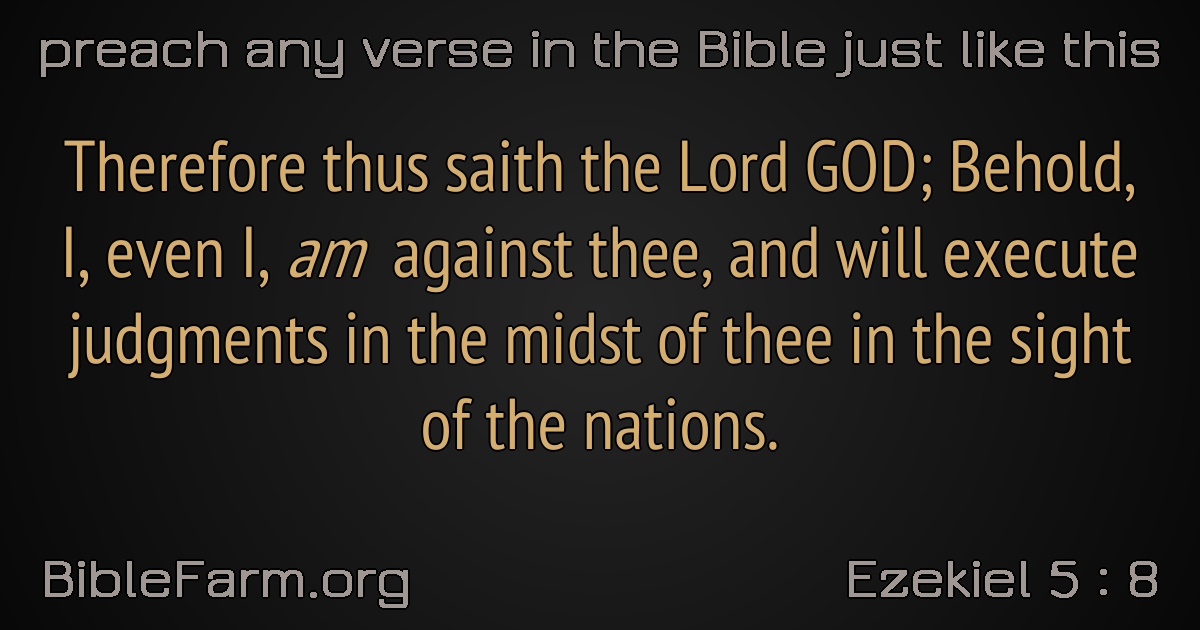 preach any verse in the Bible just like this
Therefore thus saith the Lord GOD; Behold,
I, even I, am against thee, and will execute
judgments in the midst of thee in the sight
of the nations.
BibleFarm.org
Ezekiel 5 : 8